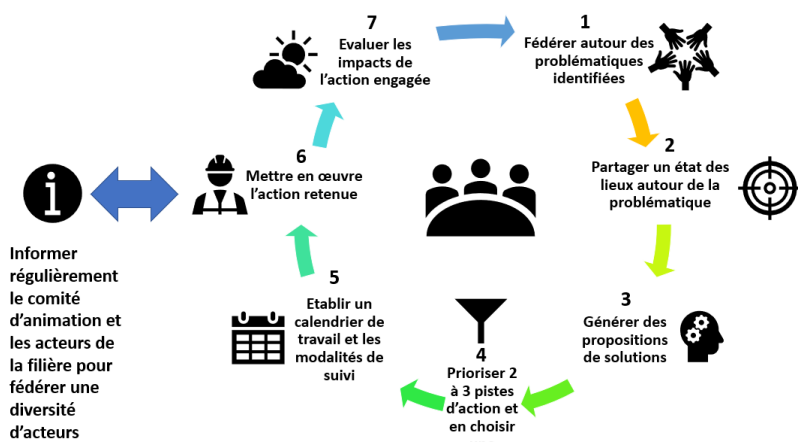 1
Fédérer autour des
problématiques
identifiées
2
Partager un état des
lieux autour de la
problématique
3
Générer des
propositions
de solutions
4
Prioriser 2
à 3 pistes
d'action et
en choisir
5
Etablir un
calendrier de
travail et les
modalités de
suivi
6
Mettre en œuvre
l'action retenue
7
Evaluer les
impacts de
l'action engagée
Informer
régulièrement
le comité
d'animation et
les acteurs de
la filière pour
fédérer une
diversité
d'acteurs